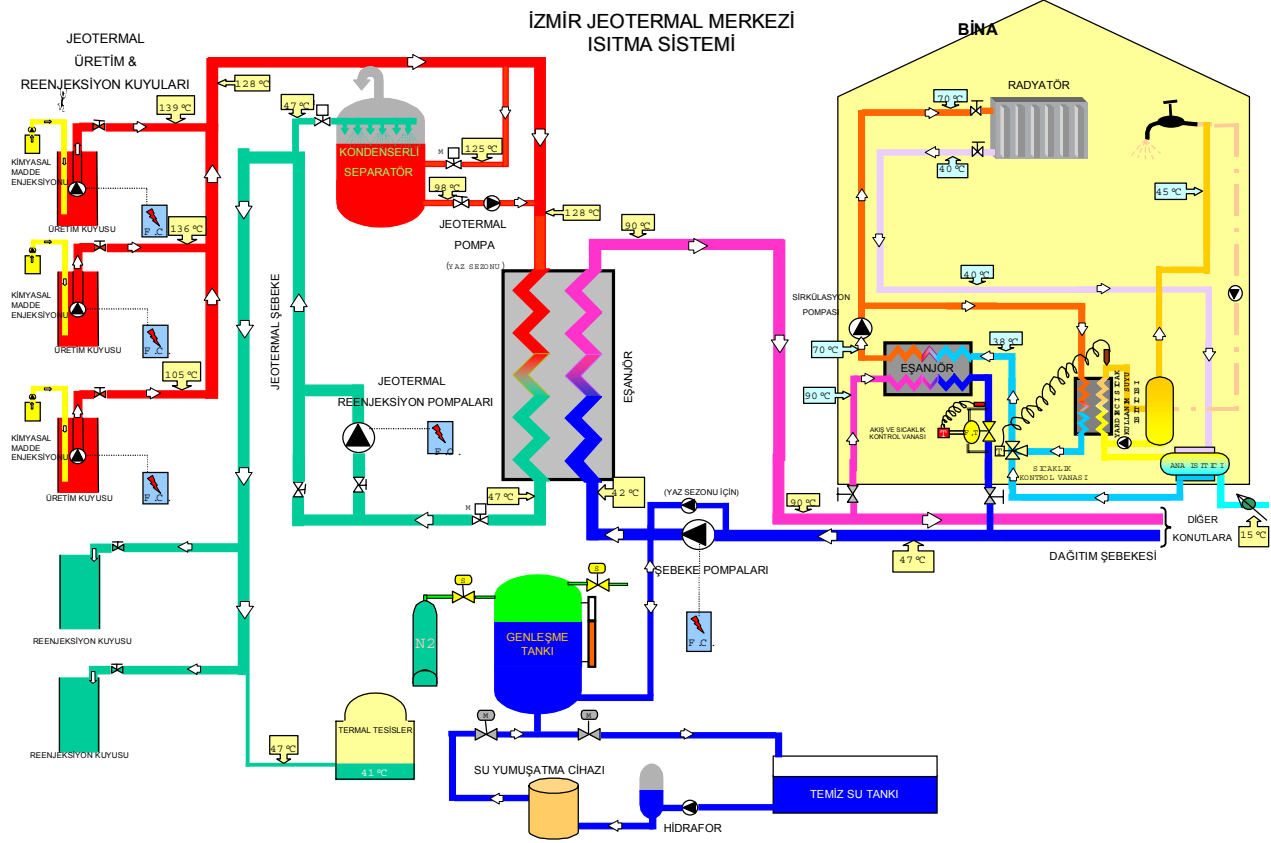 İZMİR JEOTERMAL MERKEZİ
ISITMA SİSTEMİ
JEOTERMAL
ÜRETİM &
REENJEKSİYON KUYULARI
139 ºC
128 ºC
KİMYASAL
MADDE
ENJEKSİYONU
F.C.
ÜRETİM KUYUSU
136 ºC
KİMYASAL
MADDE
ENJEKSİYONU
F.C.
ÜRETİM KUYUSU
105 ºC
KİMYASAL
MADDE
ENJEKSİYONU
F.C.
ÜRETİM KUYUSU
REENJEKSİYON KUYUSU
REENJEKSİYON KUYUSU
47 ºC
KONDENSERLİ
SEPARATÖR
M
125 ºC
98 ºC
JEOTERMAL
POMPA
(YAZ SEZONU)
128 ºC
JEOTERMAL ŞEBEKE
JEOTERMAL
REENJEKSİYON POMPALARI
F.C.
EŞANJÖR
M
47 ºC
42 ºC
90 ºC
(YAZ SEZONU İÇİN)
ŞEBEKE POMPALARI
F.C.
S
S
N2
GENLEŞME
TANKI
M
M
47 ºC
TERMAL TESİSLER
41 ºC
SU YUMUŞATMA CİHAZI
HİDRAFOR
TEMİZ SU TANKI
BİNA
70 ºC
RADYATÖR
40 ºC
45 ºC
40 ºC
SİRKÜLASYON
POMPASI
70 ºC
38 ºC
EŞANJÖR
90 ºC
AKIŞ VE SICAKLIK
KONTROL VANASI
F.T
T
YARDIMCI SICAK
KULLANIM SUYU
ISITICISI
SICAKLIK
KONTROL VANASI
ANA ISITICI
90 ºC
47 ºC
DİĞER
KONUTLARA
15 ºC
DAĞITIM ŞEBEKESİ